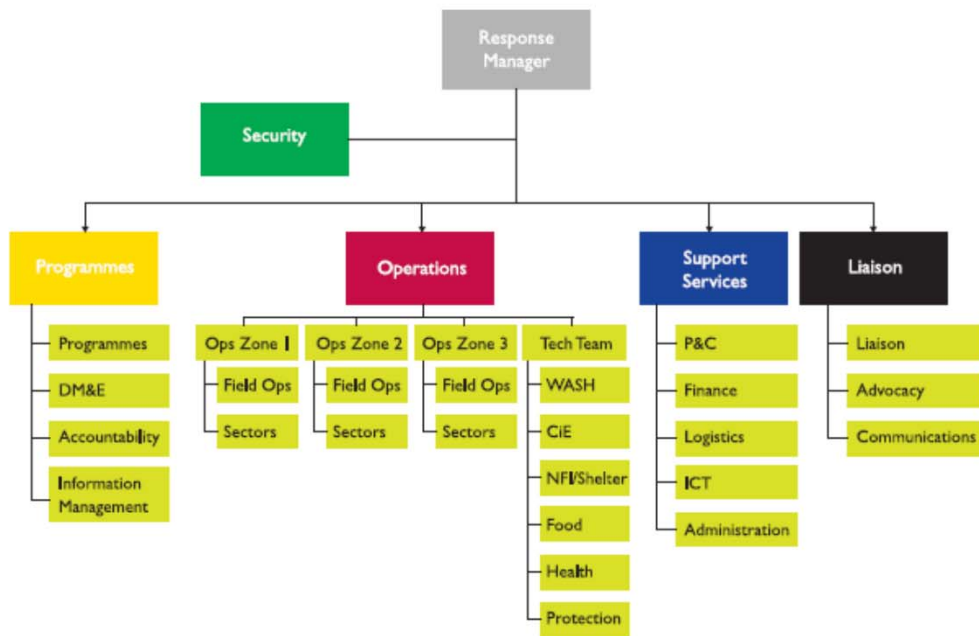 Response
Manager
Security
Programmes
Operations
Support
Services
Liaison
Programmes
DM&E
Accountability
Information
Management
Ops Zone 1
Field Ops
Sectors
Ops Zone 2
Field Ops
Sectors
Ops Zone 3
Field Ops
Sectors
Tech Team
WASH
CiE
NFI/Shelter
Food
Health
Protection
P&C
Finance
Logistics
ICT
Administration
Liaison
Advocacy
Communications